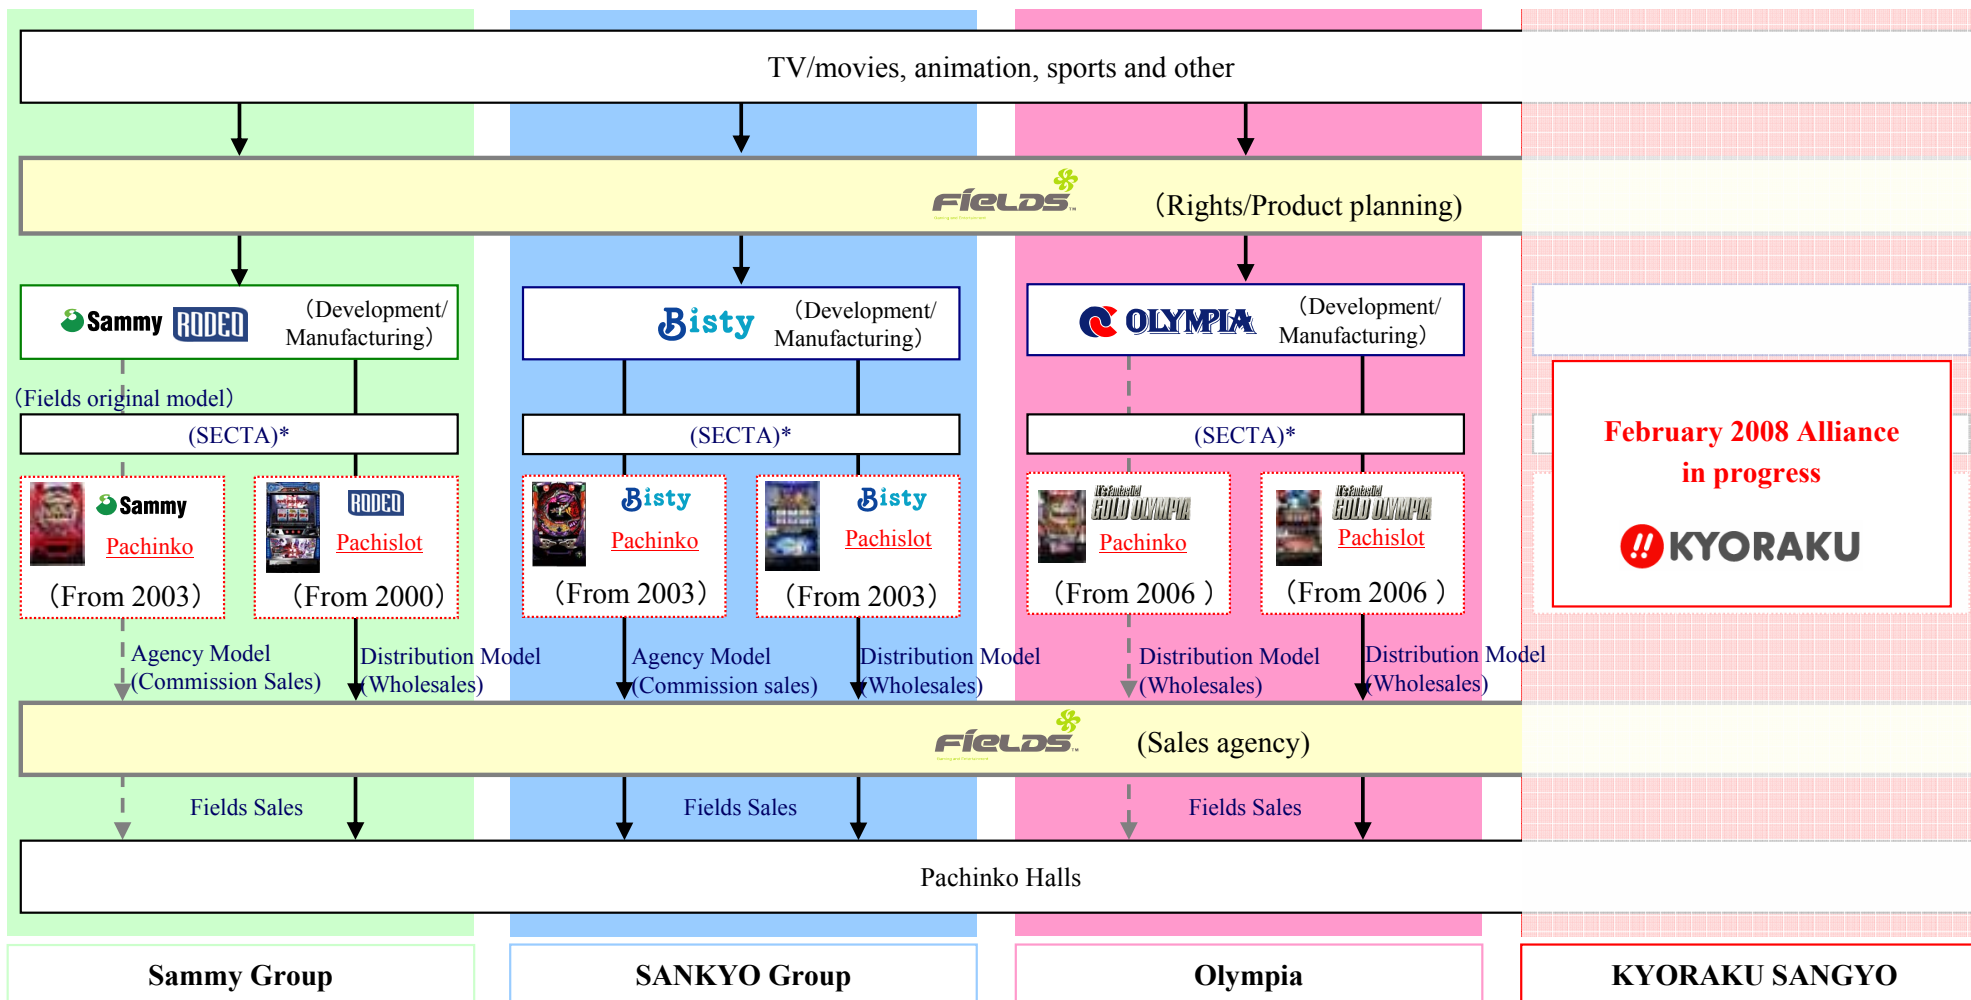 TV/movies, animation, sports and other
FIELDS （Rights/Product planning)
Sammy RODEO （Development/
Manufacturing）
Bisty （Development/
Manufacturing）
OLYMPIA （Development/
Manufacturing）
（Fields original model）
(SECTA)*
(SECTA)*
(SECTA)*
Sammy
Pachinko
（From 2003）
RODEO
Pachislot
（From 2000）
Bisty
Pachinko
（From 2003）
Bisty
Pachislot
（From 2003）
It's fantastic!
GOLD OLYMPIA
Pachinko
（From 2006 ）
It's fantastic!
GOLD OLYMPIA
Pachislot
（From 2006 ）
February 2008 Alliance
in progress
KYORAKU
Agency Model
(Commission Sales)
Distribution Model
(Wholesales)
Agency Model
(Commission sales)
Distribution Model
(Wholesales)
Distribution Model
(Wholesales)
Distribution Model
(Wholesales)
FIELDS (Sales agency)
Fields Sales
Fields Sales
Fields Sales
Pachinko Halls
Sammy Group
SANKYO Group
Olympia
KYORAKU SANGYO